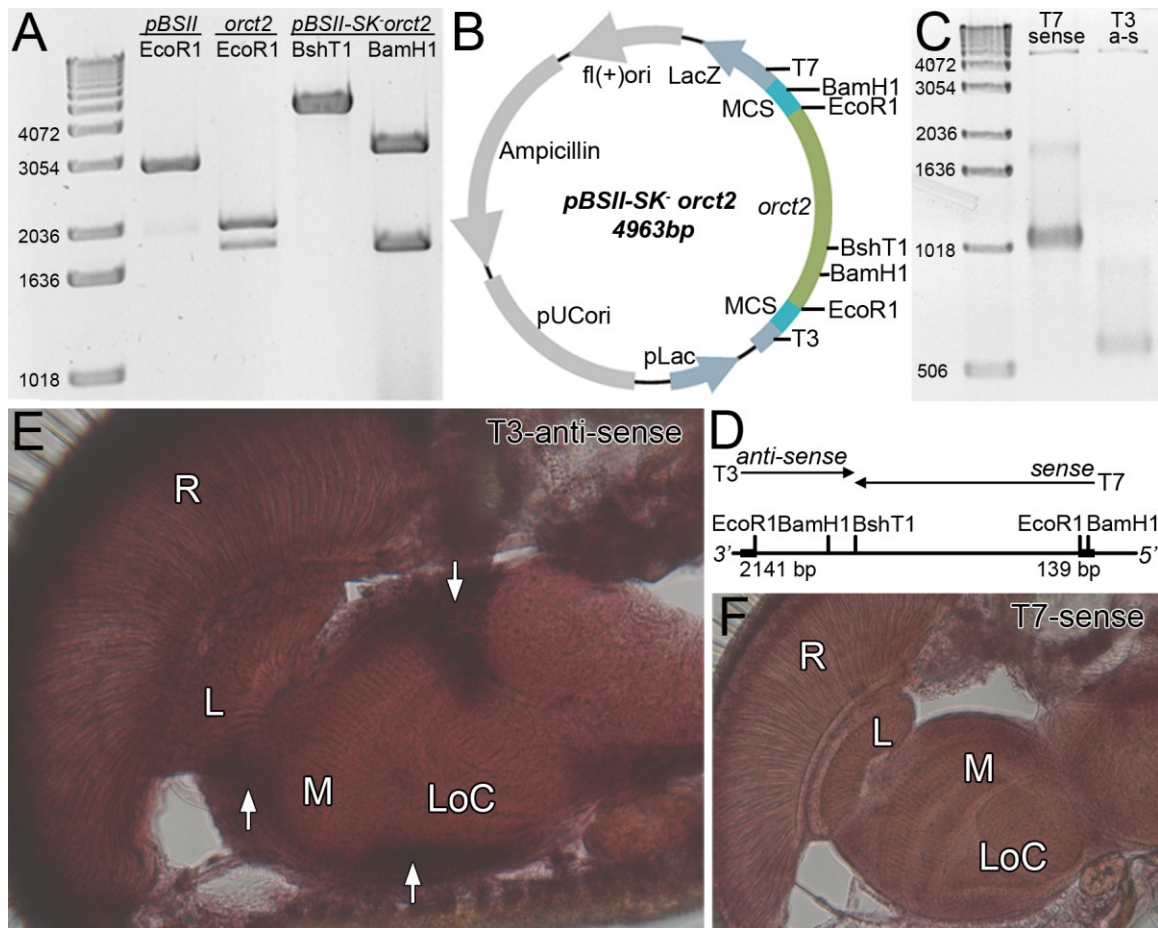 A
pBSII orct2 pBSII-SK-orct2
EcoR1 EcoR1 BshT1 BamH1
4072
3054
2036
1636
1018
B
fl(+)ori
LacZ
T7
BamH1
MCS
EcoR1
Ampicillin
pBSII-SK- orct2
4963bp
orct2
BshT1
BamH1
pUCori
MCS
EcoR1
pLac
T3
C
T7 T3
sense a-s
4072
3054
2036
1636
1018
506
E
T3-anti-sense
R
L
M
LoC
D
anti-sense
T3
sense
T7
EcoR1 BamH1 BshT1 EcoR1 BamH1
3’ 5’
2141 bp 139 bp
F
T7-sense
R
L
M
LoC